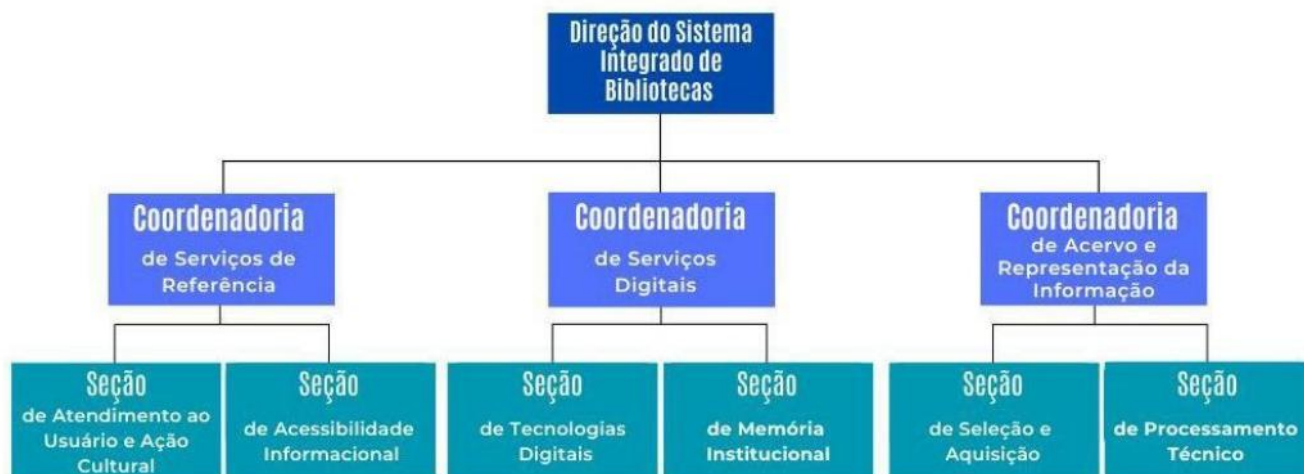 Direção do Sistema
Integrado de
Bibliotecas
Coordenadoria
de Serviços de
Referência
Coordenadoria
de Serviços
Digitais
Coordenadoria
de Acervo e
Representação da
Informação
Seção
de Atendimento ao
Usuário e Ação
Cultural
Seção
de Acessibilidade
Informacional
Seção
de Tecnologias
Digitais
Seção
de Memória
Institucional
Seção
de Seleção e
Aquisição
Seção
de Processamento
Técnico